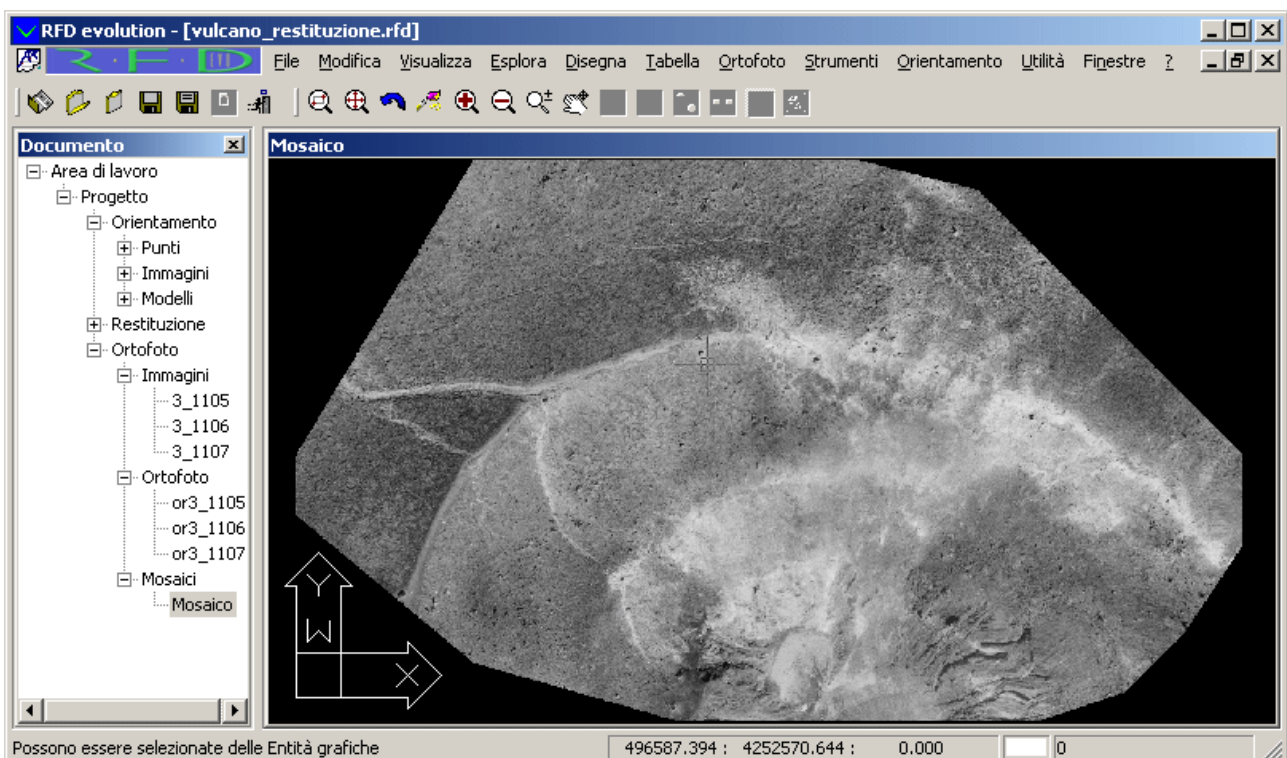 RFD evolution - [vulcano_restituzione.rfd]
R·F·D File Modifica Visualizza Esplora Disegna Tabella Ortofoto Strumenti Orientamento Utilità Finestre ?
Documento
Area di lavoro
Progetto
Orientamento
Punti
Immagini
Modelli
Restituzione
Ortofoto
Immagini
3_1105
3_1106
3_1107
Ortofoto
or3_1105
or3_1106
or3_1107
Mosaici
Mosaico
Mosaico
Y
W
X
Possono essere selezionate delle Entità grafiche 496587.394 : 4252570.644 : 0.000 0